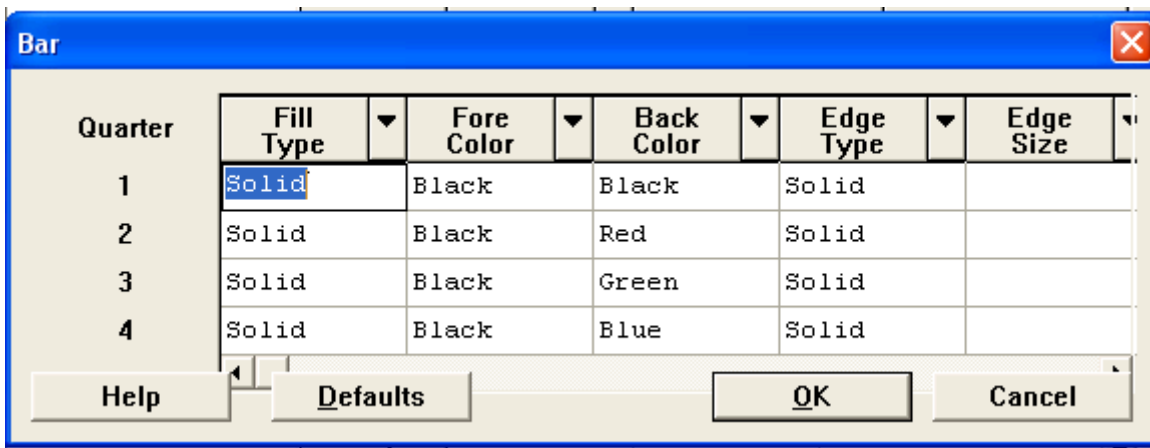 Bar
Quarter Fill Type Fore Color Back Color Edge Type Edge Size
1 Solid Black Black Solid
2 Solid Black Red Solid
3 Solid Black Green Solid
4 Solid Black Blue Solid
Help Defaults OK Cancel